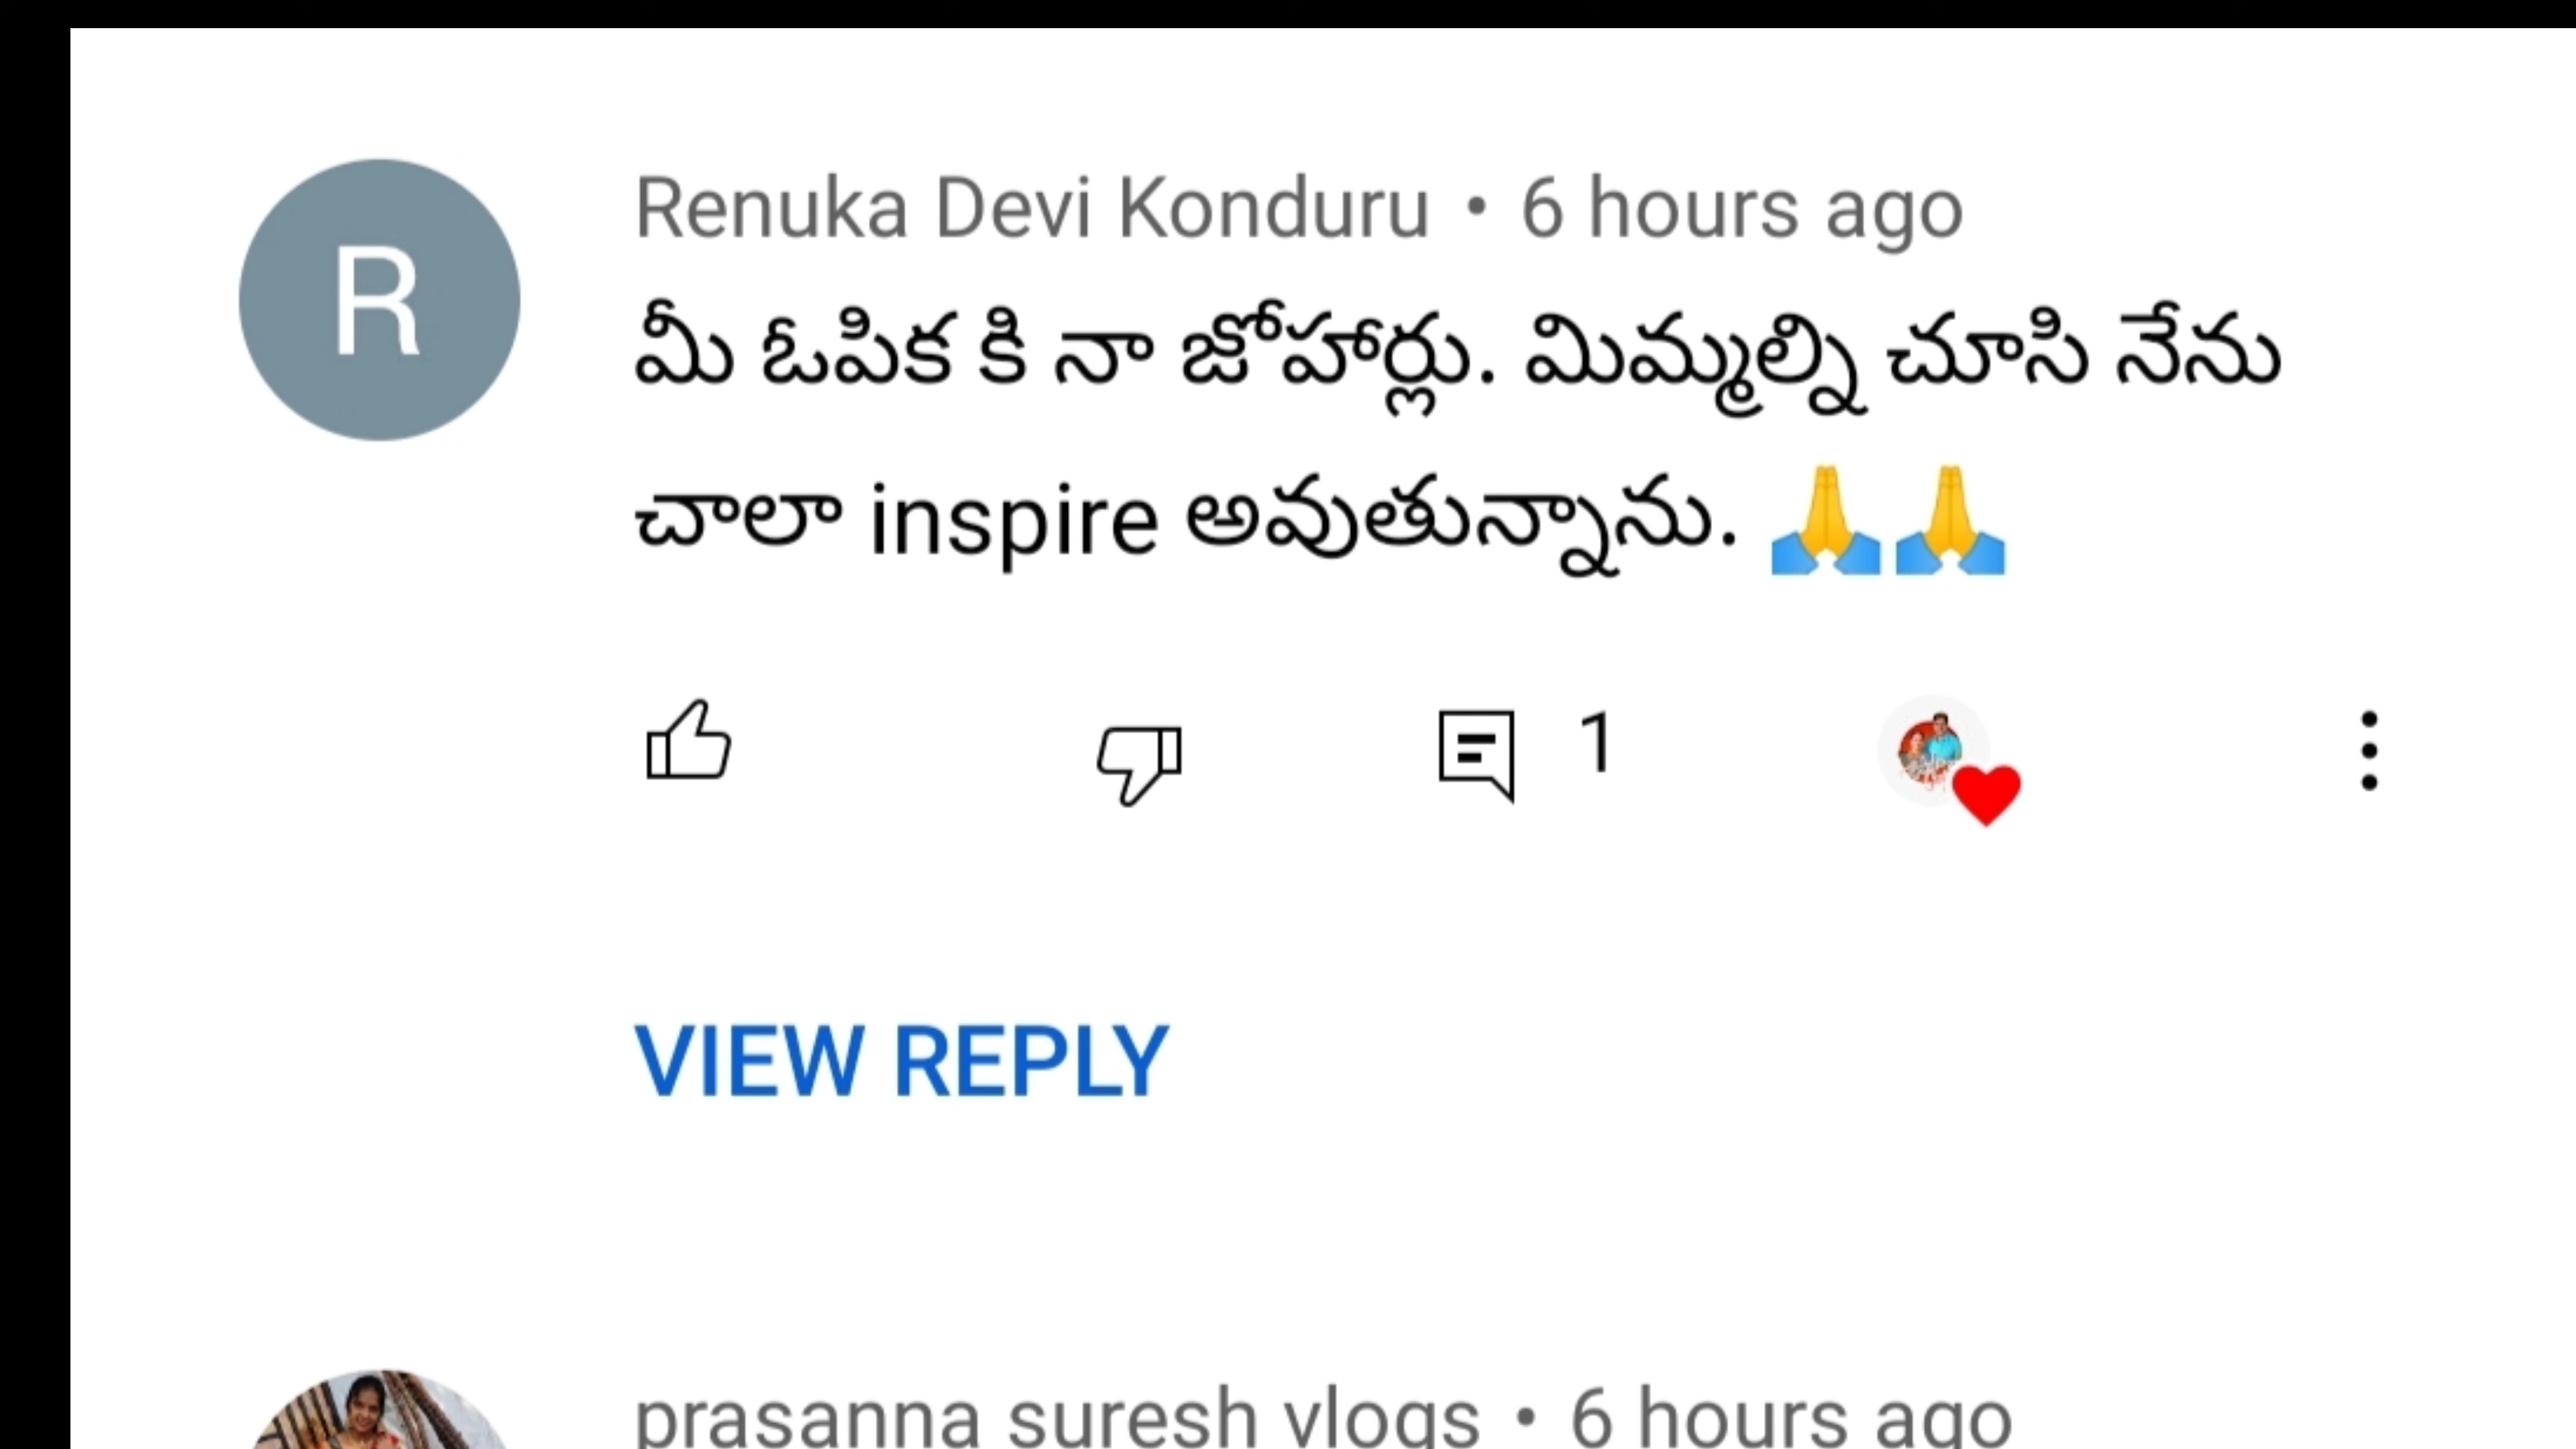 R
Renuka Devi Konduru • 6 hours ago
మీ ఓపిక కి నా జోహార్లు. మిమ్మల్ని చూసి నేను
చాలా inspire అవుతున్నాను. 🙏🙏
1
VIEW REPLY
prasanna suresh vlogs • 6 hours ago